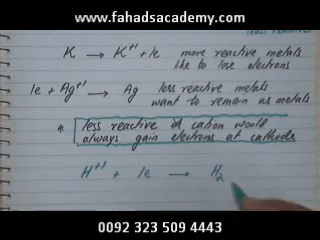 www.fahadsacademy.com
least reactive
K → K⁺¹ + 1e more reactive metals
like to lose electrons
1e + Ag⁺¹ → Ag less reactive metals
want to remain as metals
* less reactive cation would
always gain electrons at cathode
H⁺¹ + 1e → H₂
0092 323 509 4443